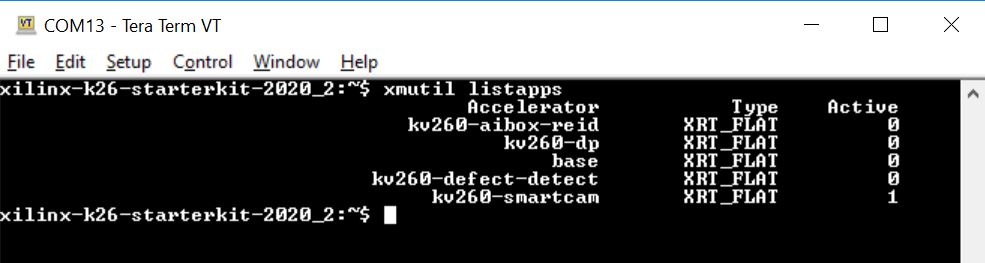 COM13 - Tera Term VT
File Edit Setup Control Window Help
xilinx-k26-starterkit-2020_2:~$ xmutil listapps
Accelerator Type Active
kv260-aibox-reid XRT_FLAT 0
kv260-dp XRT_FLAT 0
base XRT_FLAT 0
kv260-defect-detect XRT_FLAT 0
kv260-smartcam XRT_FLAT 1
xilinx-k26-starterkit-2020_2:~$